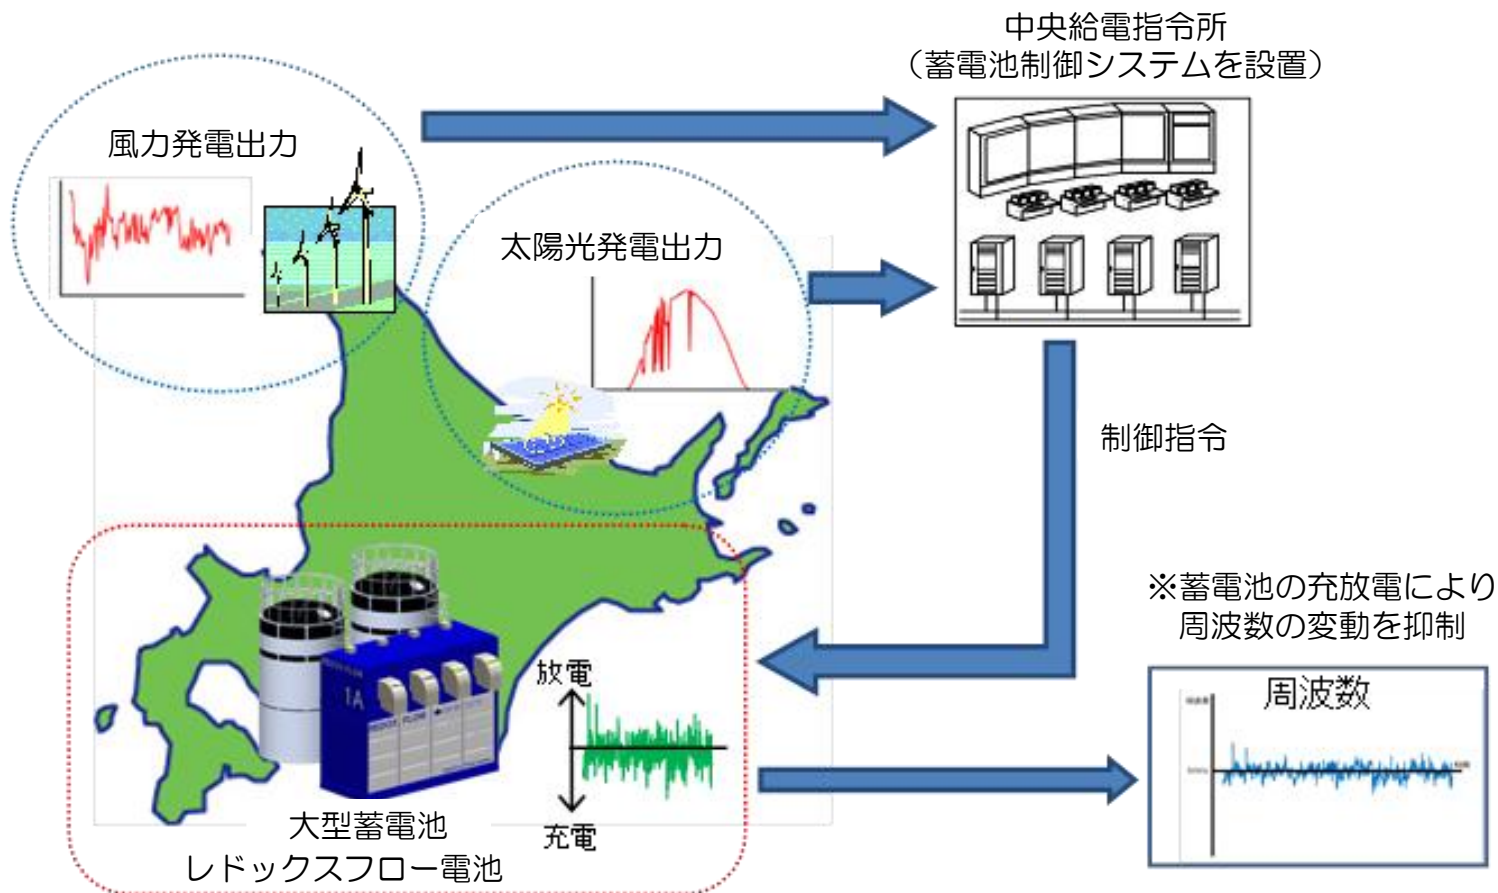 中央給電指令所
（蓄電池制御システムを設置）
風力発電出力
太陽光発電出力
制御指令
※蓄電池の充放電により
周波数の変動を抑制
周波数
放電
充電
1A
FLOW
大型蓄電池
レドックスフロー電池